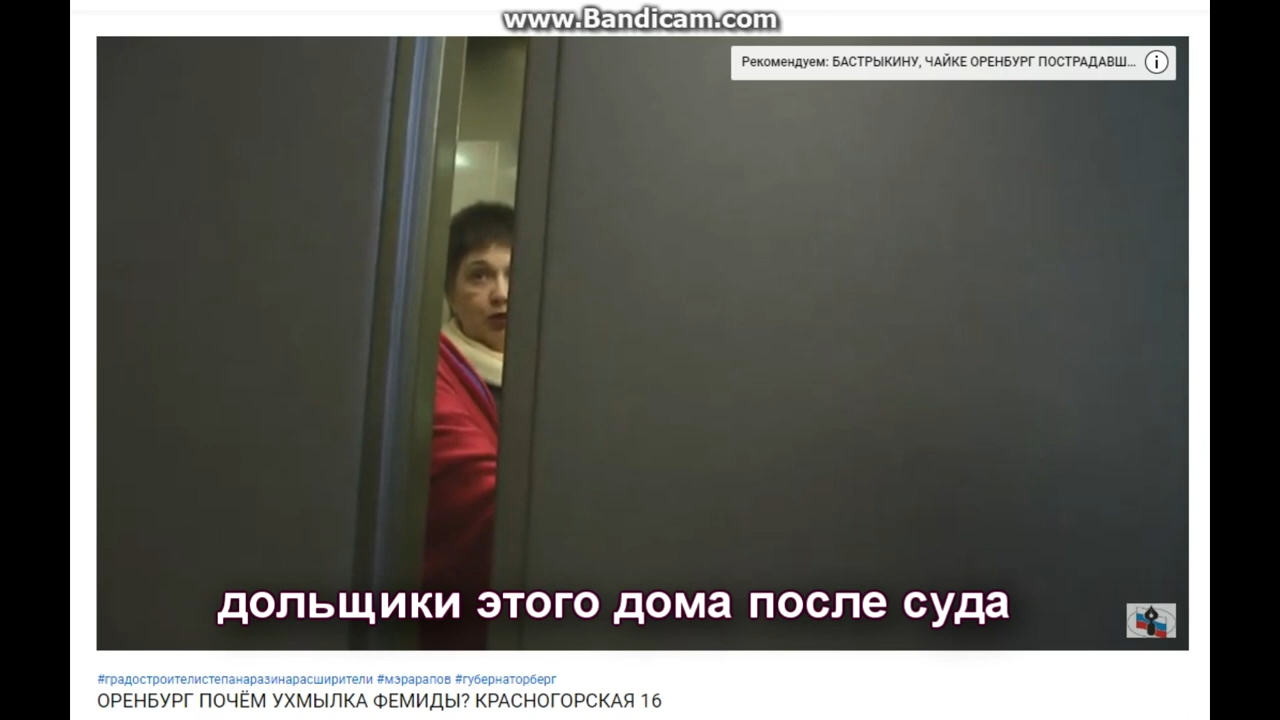 www.Bandicam.com
Рекомендуем: БАСТРЫКИНУ, ЧАЙКЕ ОРЕНБУРГ ПОСТРАДАВШ...
дольщики этого дома после суда
#градостроителистепанаразинарасширители #мэрарапов #губернаторберг
ОРЕНБУРГ ПОЧЁМ УХМЫЛКА ФЕМИДЫ? КРАСНОГОРСКАЯ 16